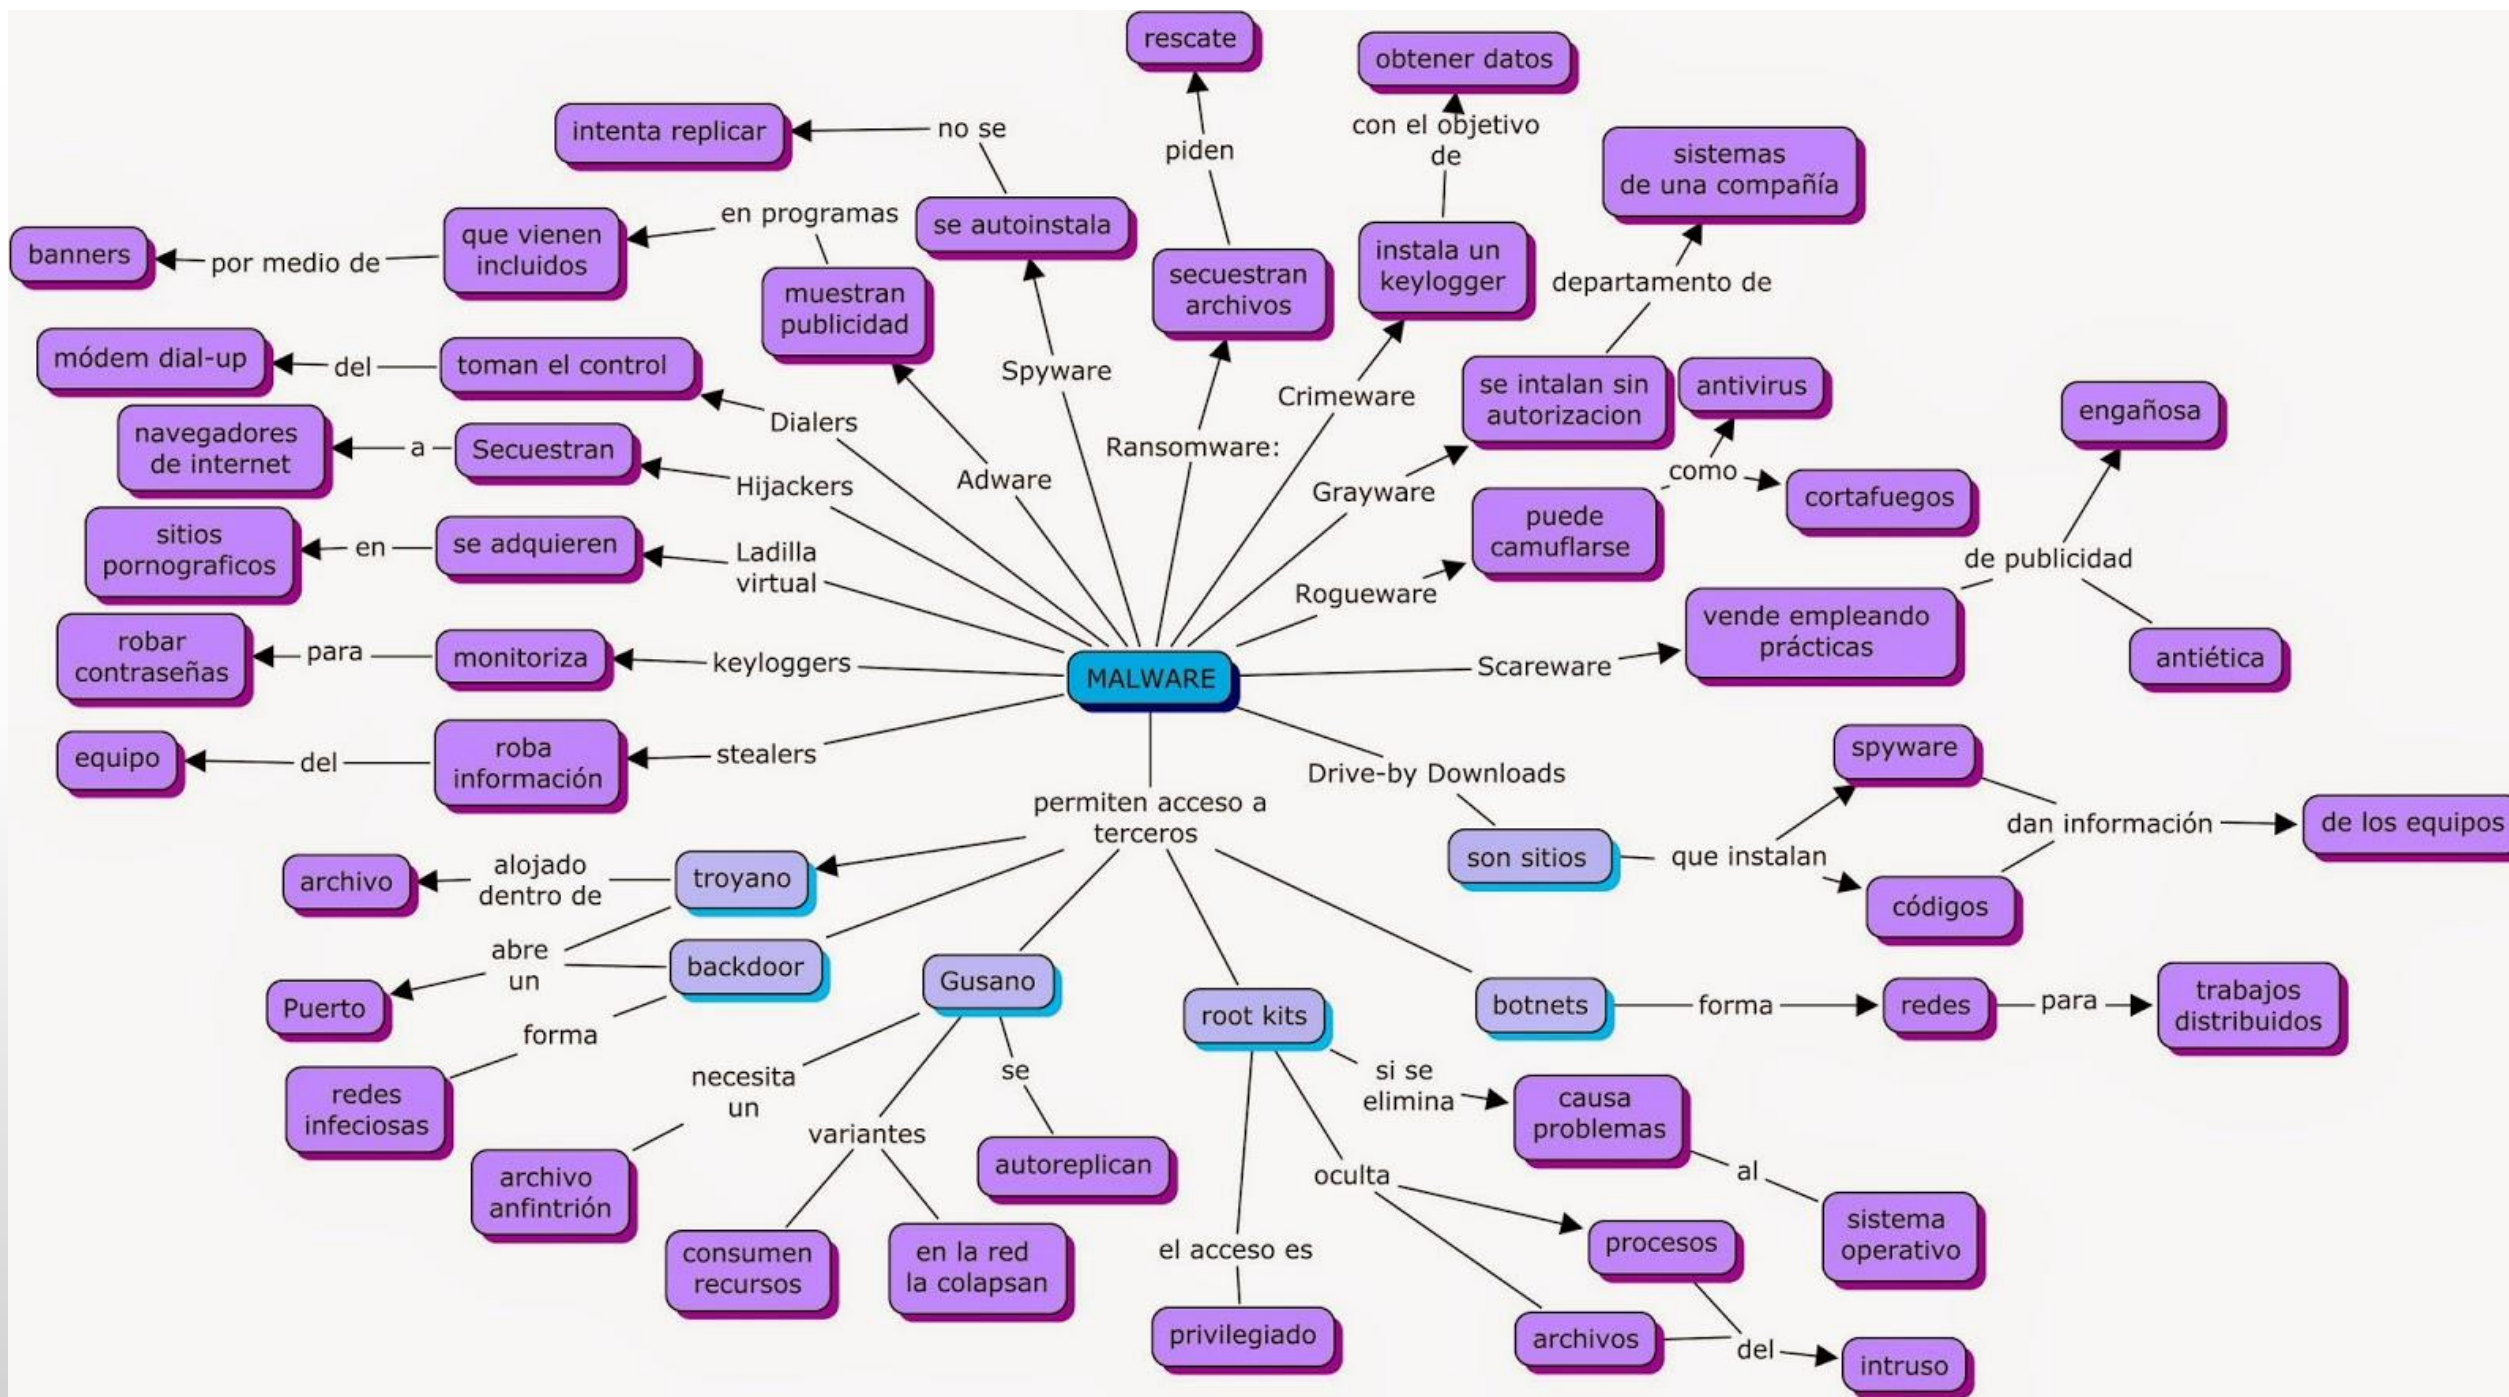 rescate
obtener datos
intenta replicar
no se
piden
con el objetivo
de
sistemas
de una compañía
banners
por medio de
que vienen
incluidos
en programas
se autoinstala
muestran
publicidad
secuestran
archivos
instala un
keylogger
departamento de
módem dial-up
del
toman el control
Dialers
Spyware
Crimeware
se intalan sin
autorizacion
antivirus
engañosa
navegadores
de internet
a
Secuestran
Hijackers
Adware
Ransomware:
Grayware
como
cortafuegos
puede
camuflarse
sitios
pornograficos
en
se adquieren
Ladilla
virtual
Rogueware
de publicidad
robar
contraseñas
para
monitoriza
keyloggers
MALWARE
Scareware
vende empleando
prácticas
antiética
equipo
del
roba
información
stealers
Drive-by Downloads
spyware
permiten acceso a
terceros
son sitios
que instalan
dan información
de los equipos
códigos
archivo
alojado
dentro de
troyano
abre
un
backdoor
Puerto
forma
redes
infeciosas
Gusano
root kits
botnets
forma
redes
para
trabajos
distribuidos
necesita
un
variantes
se
si se
elimina
causa
problemas
archivo
anfintrión
autoreplican
oculta
al
sistema
operativo
consumen
recursos
en la red
la colapsan
el acceso es
procesos
privilegiado
archivos
del
intruso